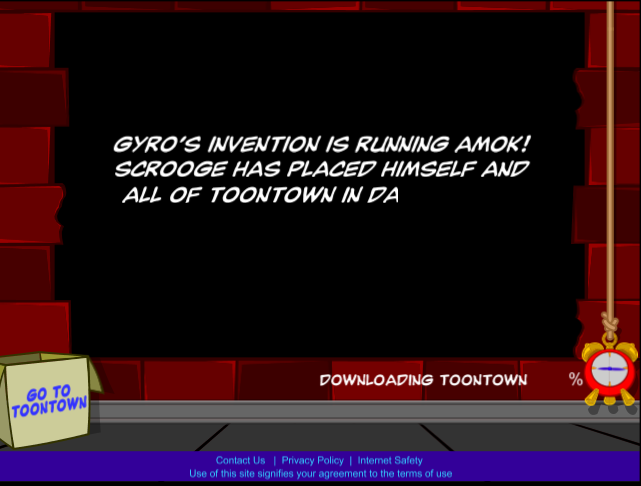 GYRO'S INVENTION IS RUNNING AMOK!
SCROOGE HAS PLACED HIMSELF AND
ALL OF TOONTOWN IN DA
DOWNLOADING TOONTOWN %
GO TO
TOONTOWN
Contact Us | Privacy Policy | Internet Safety
Use of this site signifies your agreement to the terms of use